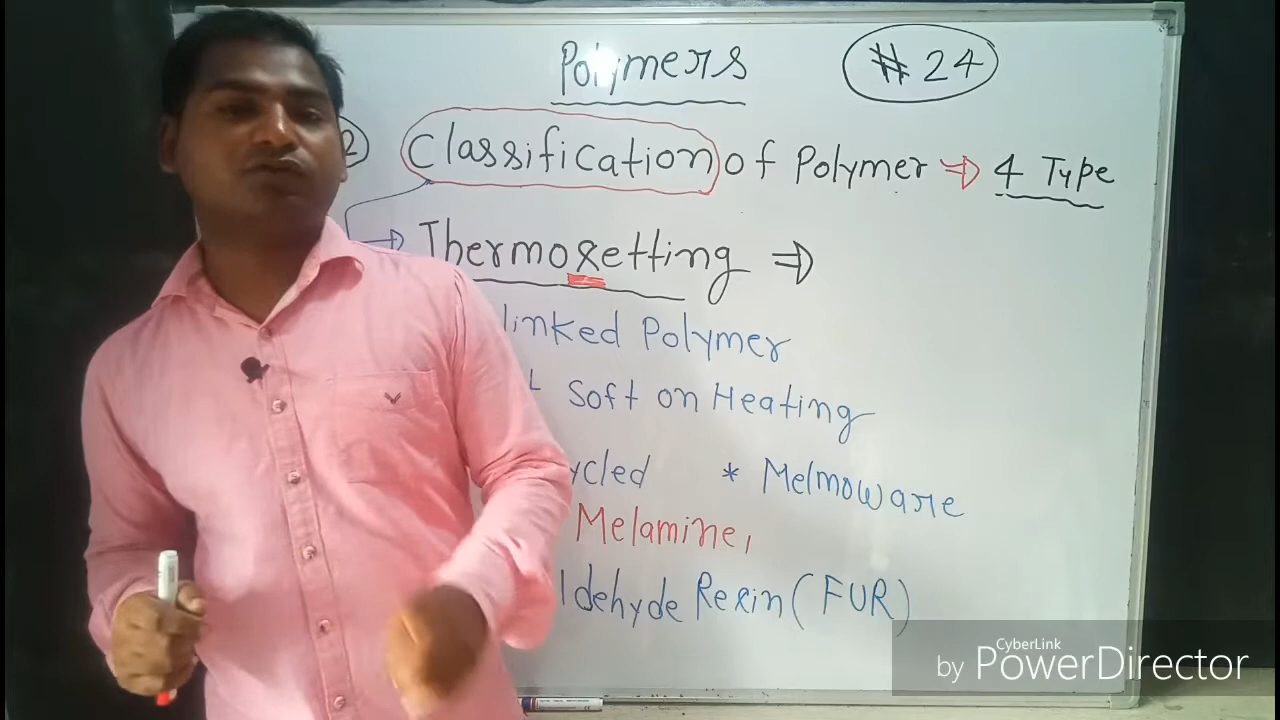 Polymers #24
2) Classification of Polymer ⇒ 4 Type
→ Thermosetting ⇒
linked Polymer
Soft on Heating
ycled * Melmoware
Melamine,
ldehyde Resin (FUR)
CyberLink
by PowerDirector